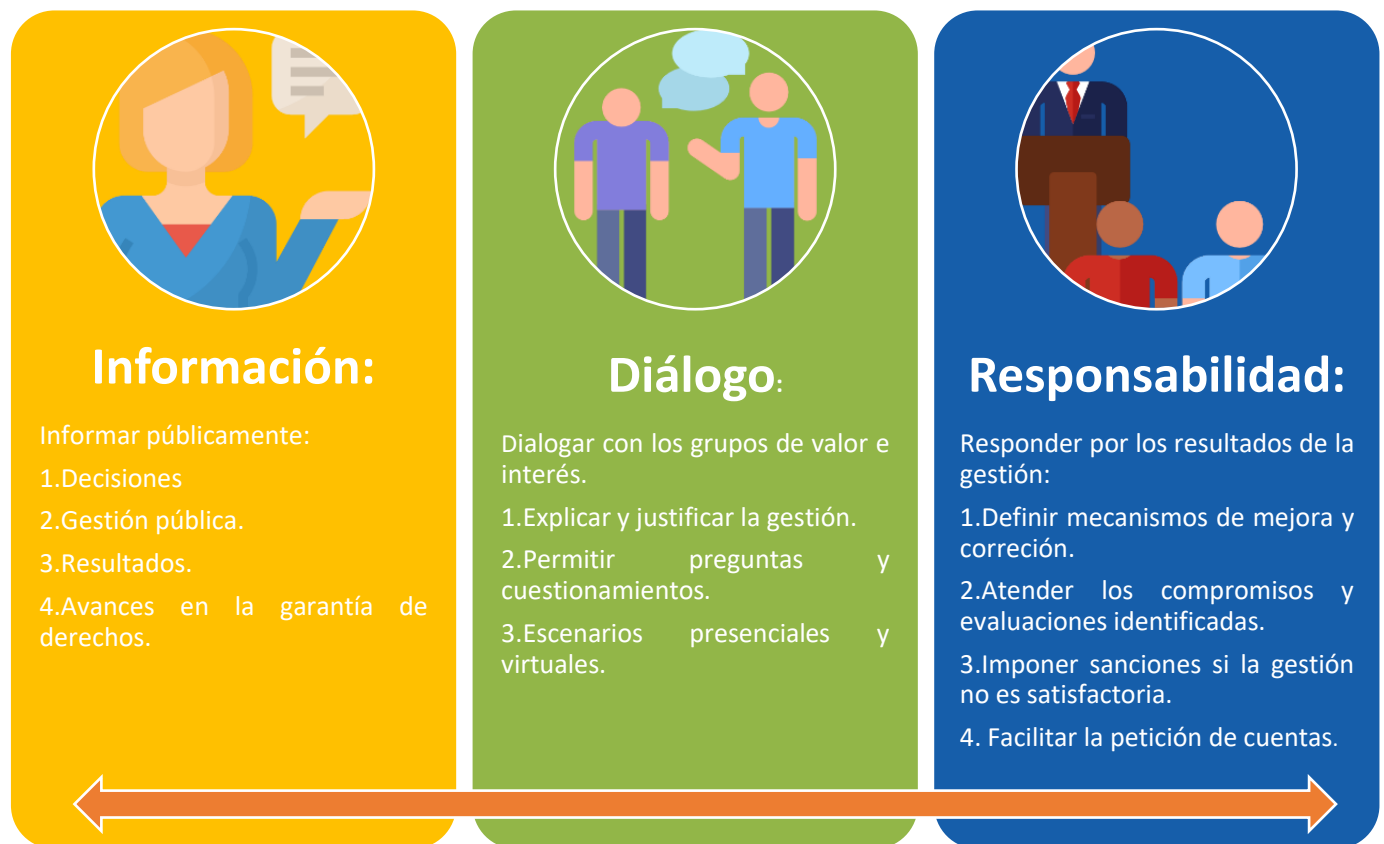 Información:
Informar públicamente:
1.Decisiones
2.Gestión pública.
3.Resultados.
4.Avances en la garantía de
derechos.
Diálogo:
Dialogar con los grupos de valor e
interés.
1.Explicar y justificar la gestión.
2.Permitir preguntas y
cuestionamientos.
3.Escenarios presenciales y
virtuales.
Responsabilidad:
Responder por los resultados de la
gestión:
1.Definir mecanismos de mejora y
correción.
2.Atender los compromisos y
evaluaciones identificadas.
3.Imponer sanciones si la gestión
no es satisfactoria.
4. Facilitar la petición de cuentas.